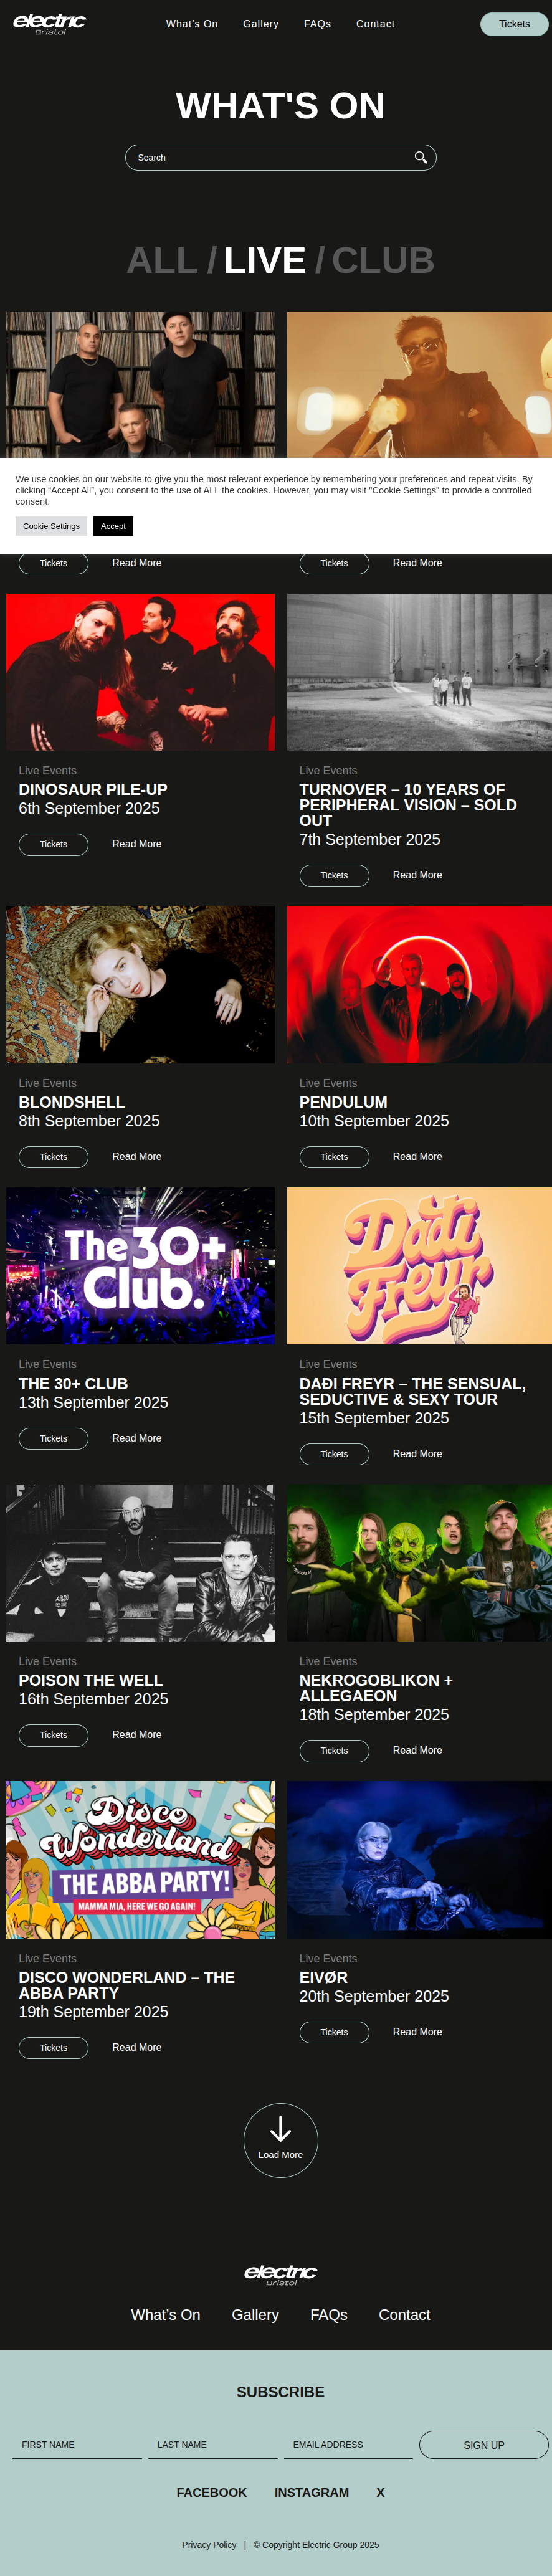 electric
Bristol
What's On
Gallery
FAQs
Contact
Tickets
WHAT'S ON
Search
ALL / LIVE / CLUB
We use cookies on our website to give you the most relevant experience by remembering your preferences and repeat visits. By
clicking "Accept All", you consent to the use of ALL the cookies. However, you may visit "Cookie Settings" to provide a controlled
consent.
Cookie Settings
Accept
Tickets
Read More
Tickets
Read More
Live Events
DINOSAUR PILE-UP
6th September 2025
Tickets
Read More
Live Events
TURNOVER – 10 YEARS OF
PERIPHERAL VISION – SOLD
OUT
7th September 2025
Tickets
Read More
Live Events
BLONDSHELL
8th September 2025
Tickets
Read More
Live Events
PENDULUM
10th September 2025
Tickets
Read More
The 30+
Club.
Live Events
THE 30+ CLUB
13th September 2025
Tickets
Read More
Daði
Freyr
Live Events
DAÐI FREYR – THE SENSUAL,
SEDUCTIVE & SEXY TOUR
15th September 2025
Tickets
Read More
Live Events
POISON THE WELL
16th September 2025
Tickets
Read More
Live Events
NEKROGOBLIKON +
ALLEGAEON
18th September 2025
Tickets
Read More
Disco
Wonderland
THE ABBA PARTY!
MAMMA MIA, HERE WE GO AGAIN!
Live Events
DISCO WONDERLAND – THE
ABBA PARTY
19th September 2025
Tickets
Read More
Live Events
EIVØR
20th September 2025
Tickets
Read More
Load More
electric
Bristol
What's On
Gallery
FAQs
Contact
SUBSCRIBE
FIRST NAME
LAST NAME
EMAIL ADDRESS
SIGN UP
FACEBOOK
INSTAGRAM
X
Privacy Policy | © Copyright Electric Group 2025